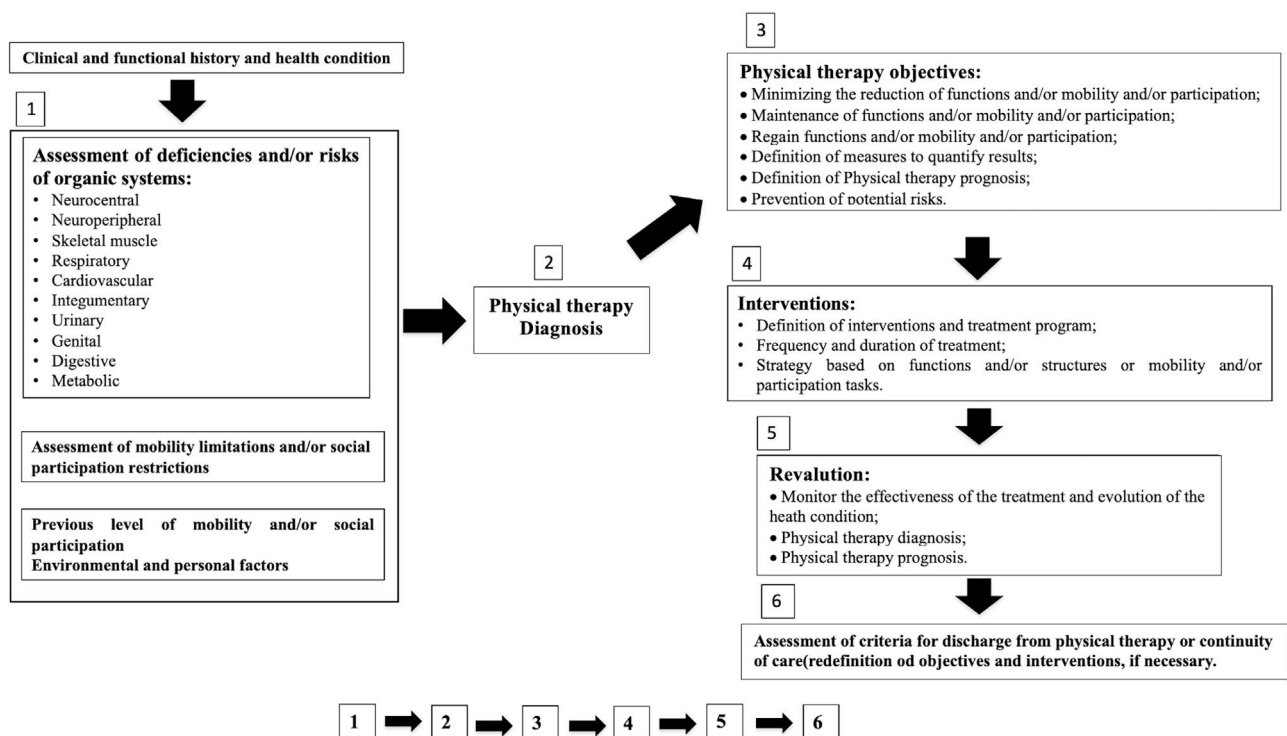 Clinical and functional history and health condition
1
Assessment of deficiencies and/or risks
of organic systems:
• Neurocentral
• Neuroperipheral
• Skeletal muscle
• Respiratory
• Cardiovascular
• Integumentary
• Urinary
• Genital
• Digestive
• Metabolic
Assessment of mobility limitations and/or social
participation restrictions
Previous level of mobility and/or social
participation
Environmental and personal factors
2
Physical therapy
Diagnosis
3
Physical therapy objectives:
• Minimizing the reduction of functions and/or mobility and/or participation;
• Maintenance of functions and/or mobility and/or participation;
• Regain functions and/or mobility and/or participation;
• Definition of measures to quantify results;
• Definition of Physical therapy prognosis;
• Prevention of potential risks.
4
Interventions:
• Definition of interventions and treatment program;
• Frequency and duration of treatment;
• Strategy based on functions and/or structures or mobility and/or
participation tasks.
5
Revalution:
• Monitor the effectiveness of the treatment and evolution of the
heath condition;
• Physical therapy diagnosis;
• Physical therapy prognosis.
6
Assessment of criteria for discharge from physical therapy or continuity
of care(redefinition od objectives and interventions, if necessary.
1 2 3 4 5 6